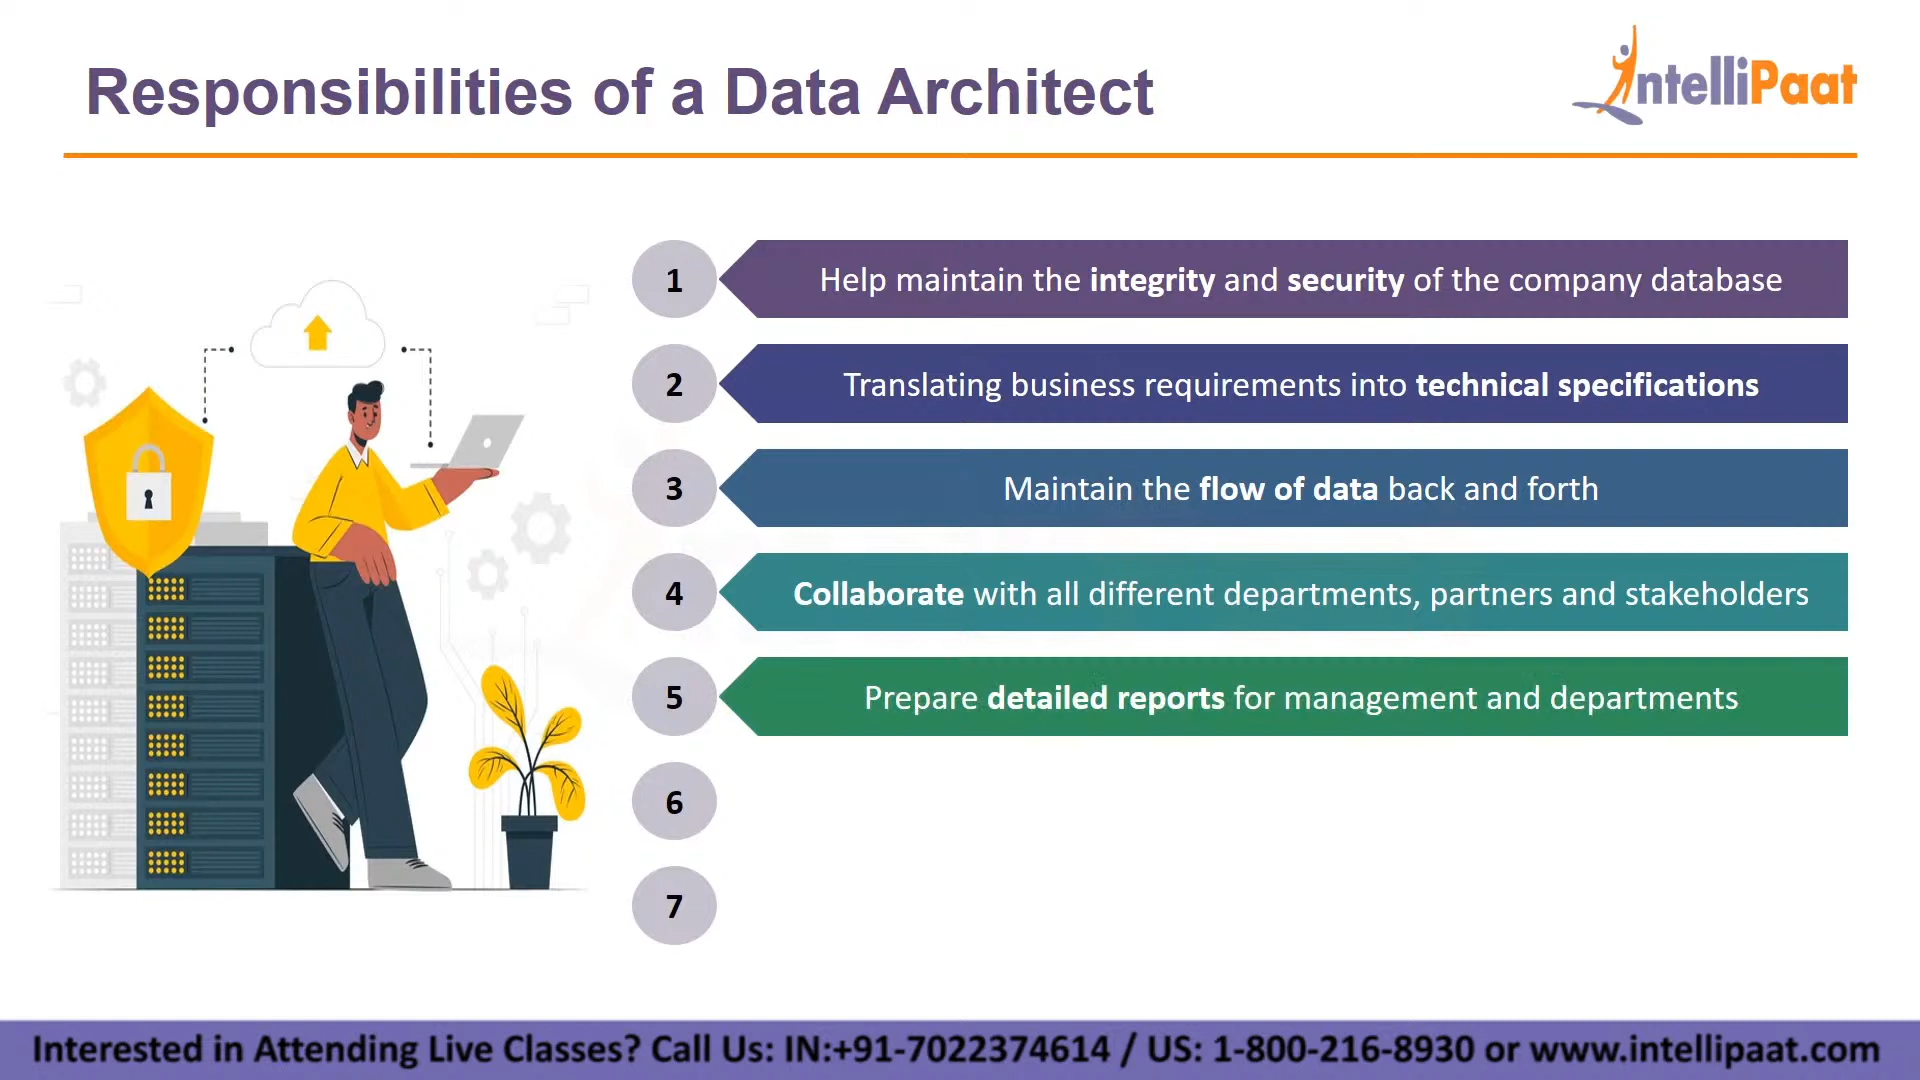 Responsibilities of a Data Architect
IntelliPaat
1 Help maintain the integrity and security of the company database
2 Translating business requirements into technical specifications
3 Maintain the flow of data back and forth
4 Collaborate with all different departments, partners and stakeholders
5 Prepare detailed reports for management and departments
6
7
Interested in Attending Live Classes? Call Us: IN:+91-7022374614 / US: 1-800-216-8930 or www.intellipaat.com